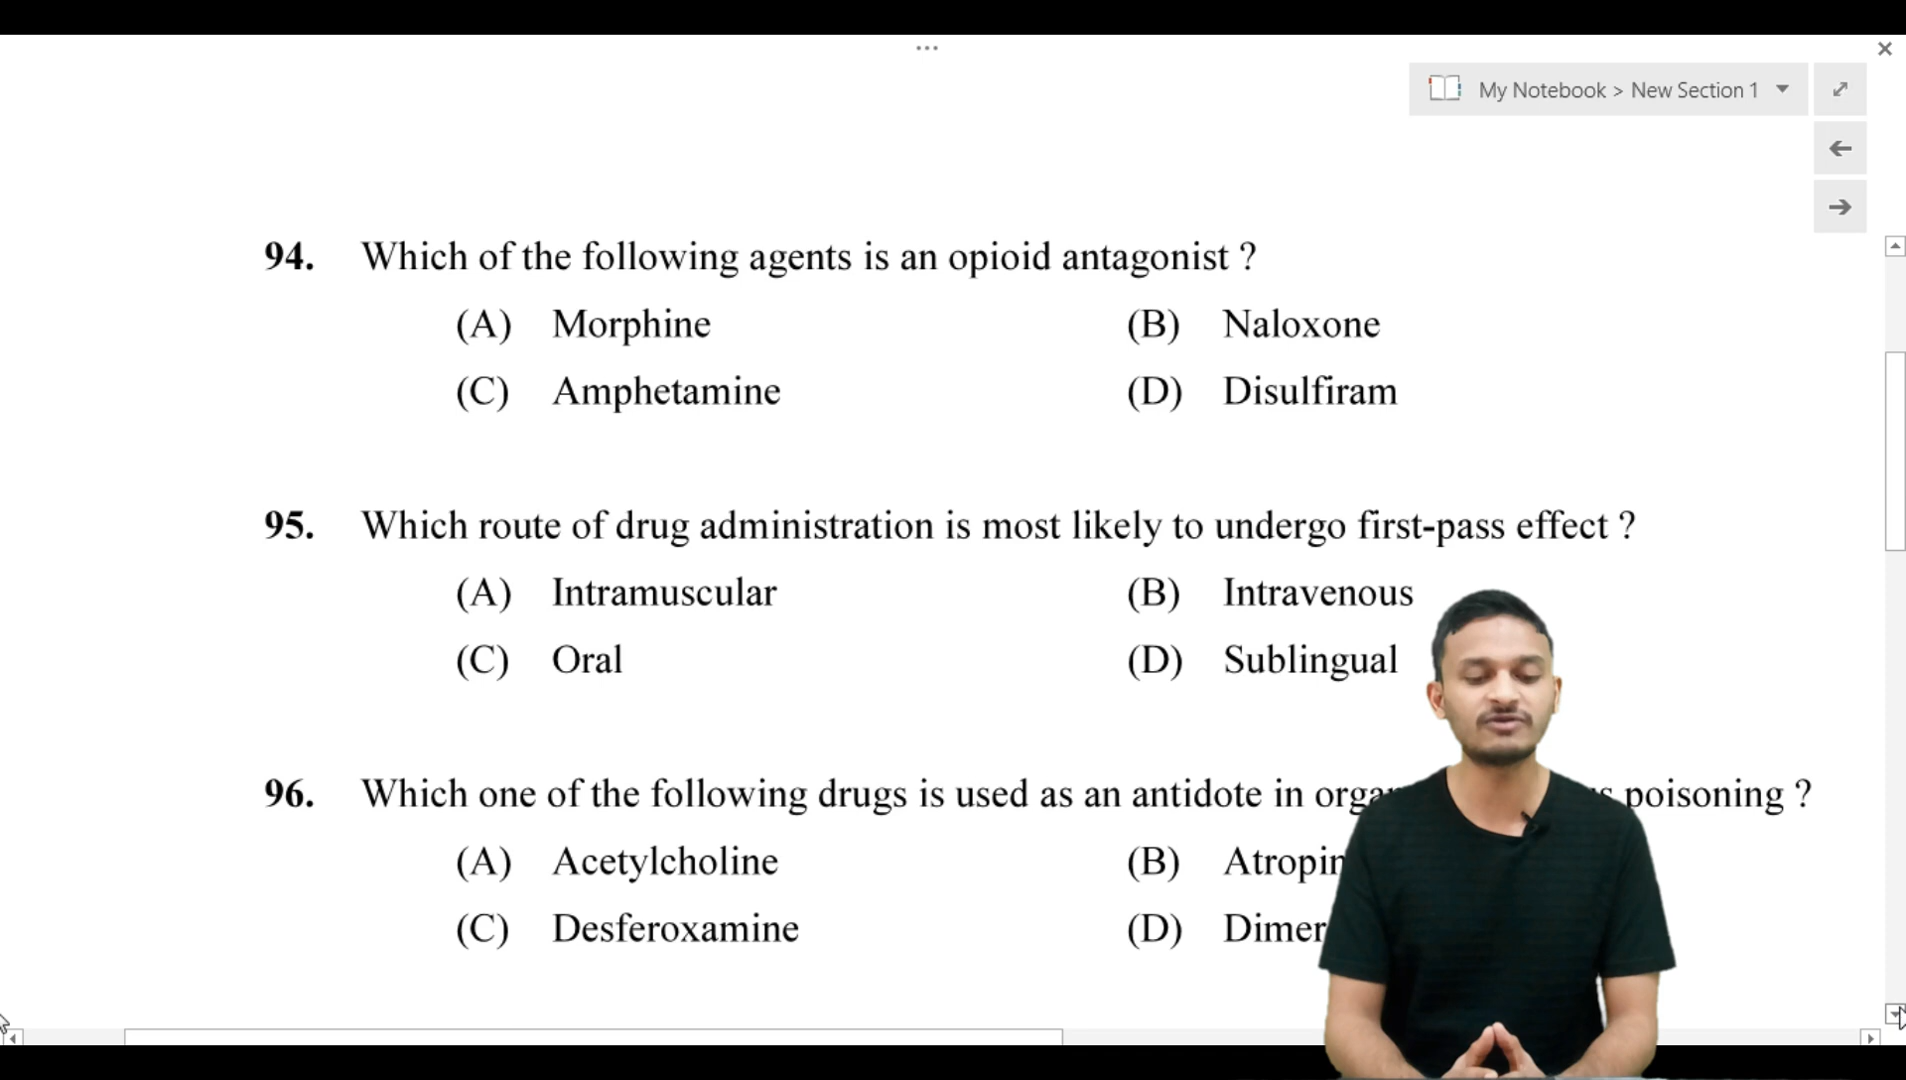 ...
My Notebook > New Section 1
94. Which of the following agents is an opioid antagonist ?
(A) Morphine (B) Naloxone
(C) Amphetamine (D) Disulfiram
95. Which route of drug administration is most likely to undergo first-pass effect ?
(A) Intramuscular (B) Intravenous
(C) Oral (D) Sublingual
96. Which one of the following drugs is used as an antidote in poisoning ?
(A) Acetylcholine (B)
(C) Desferoxamine (D)